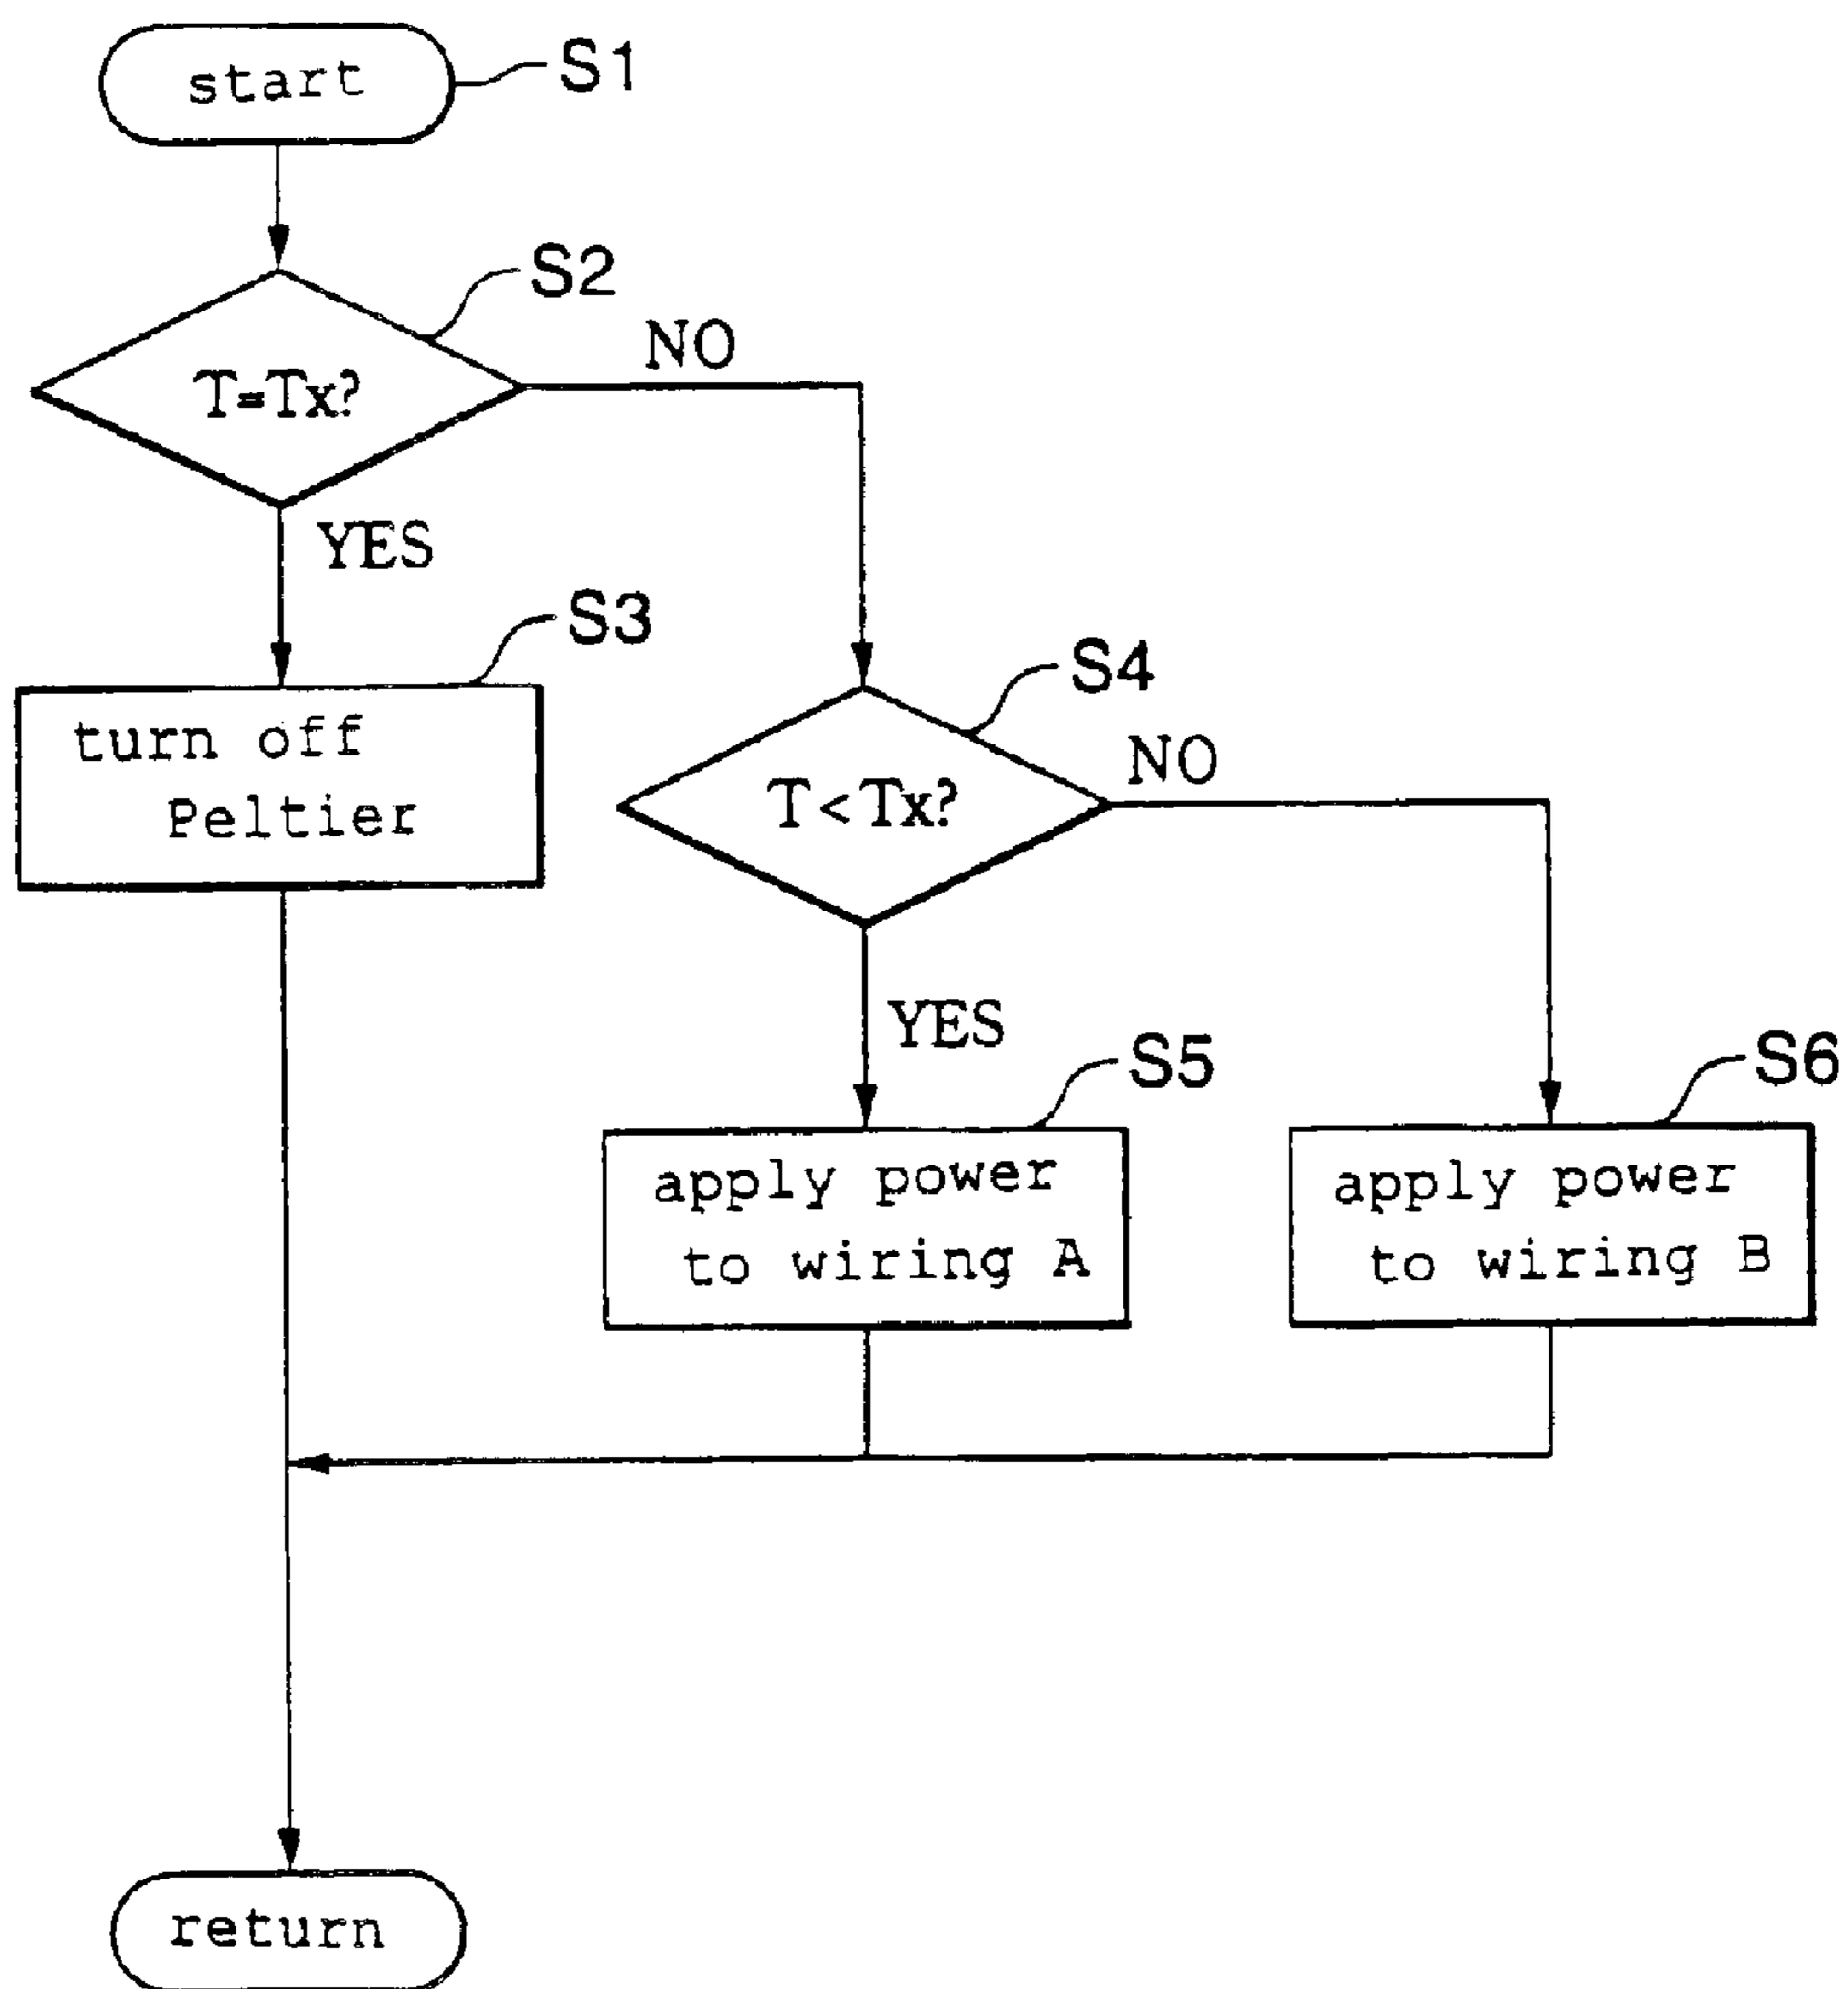 start
S1
S2
T=Tx?
NO
YES
S3
turn off
Peltier
S4
T<Tx?
NO
YES
S5
apply power
to wiring A
S6
apply power
to wiring B
return